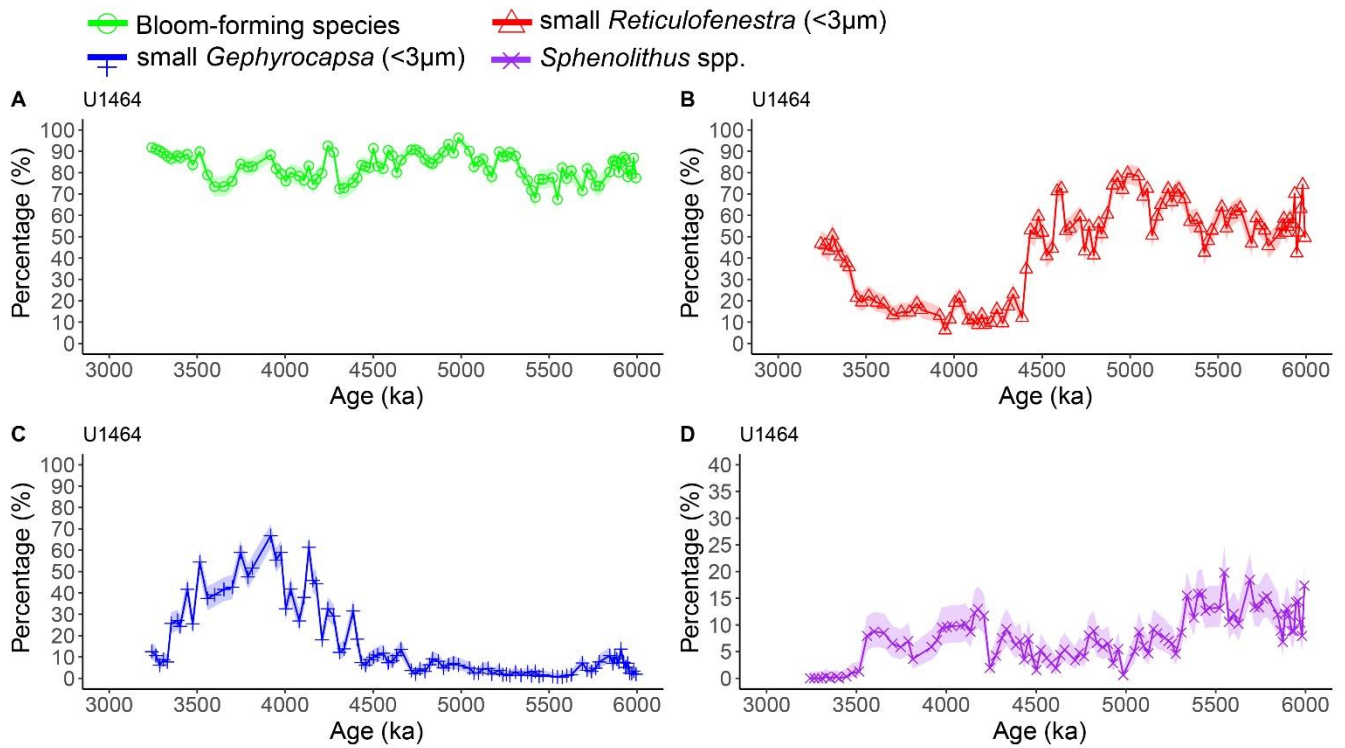 Bloom-forming species
small Reticulofenestra (<3µm)
small Gephyrocapsa (<3µm)
Sphenolithus spp.
A U1464
Percentage (%)
100
90
80
70
60
50
40
30
20
10
0
3000 3500 4000 4500 5000 5500 6000
Age (ka)
B U1464
Percentage (%)
100
90
80
70
60
50
40
30
20
10
0
3000 3500 4000 4500 5000 5500 6000
Age (ka)
C U1464
Percentage (%)
100
90
80
70
60
50
40
30
20
10
0
3000 3500 4000 4500 5000 5500 6000
Age (ka)
D U1464
Percentage (%)
40
35
30
25
20
15
10
5
0
3000 3500 4000 4500 5000 5500 6000
Age (ka)